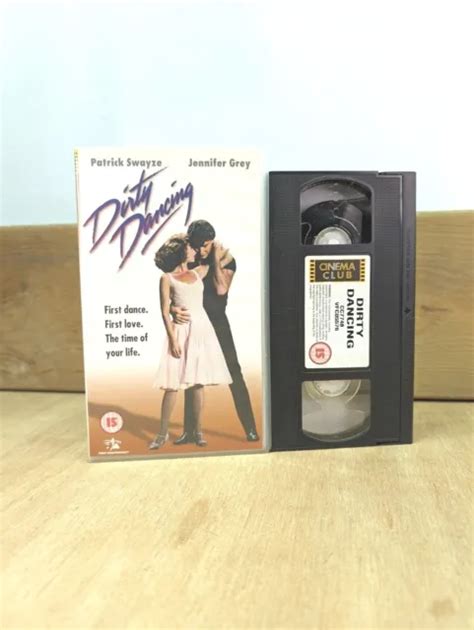 Patrick Swayze Jennifer Grey
Dirty
Dancing
First dance.
First love.
The time of
your life.
15
CINEMA
CLUB
DIRTY
DANCING
CC7748
15